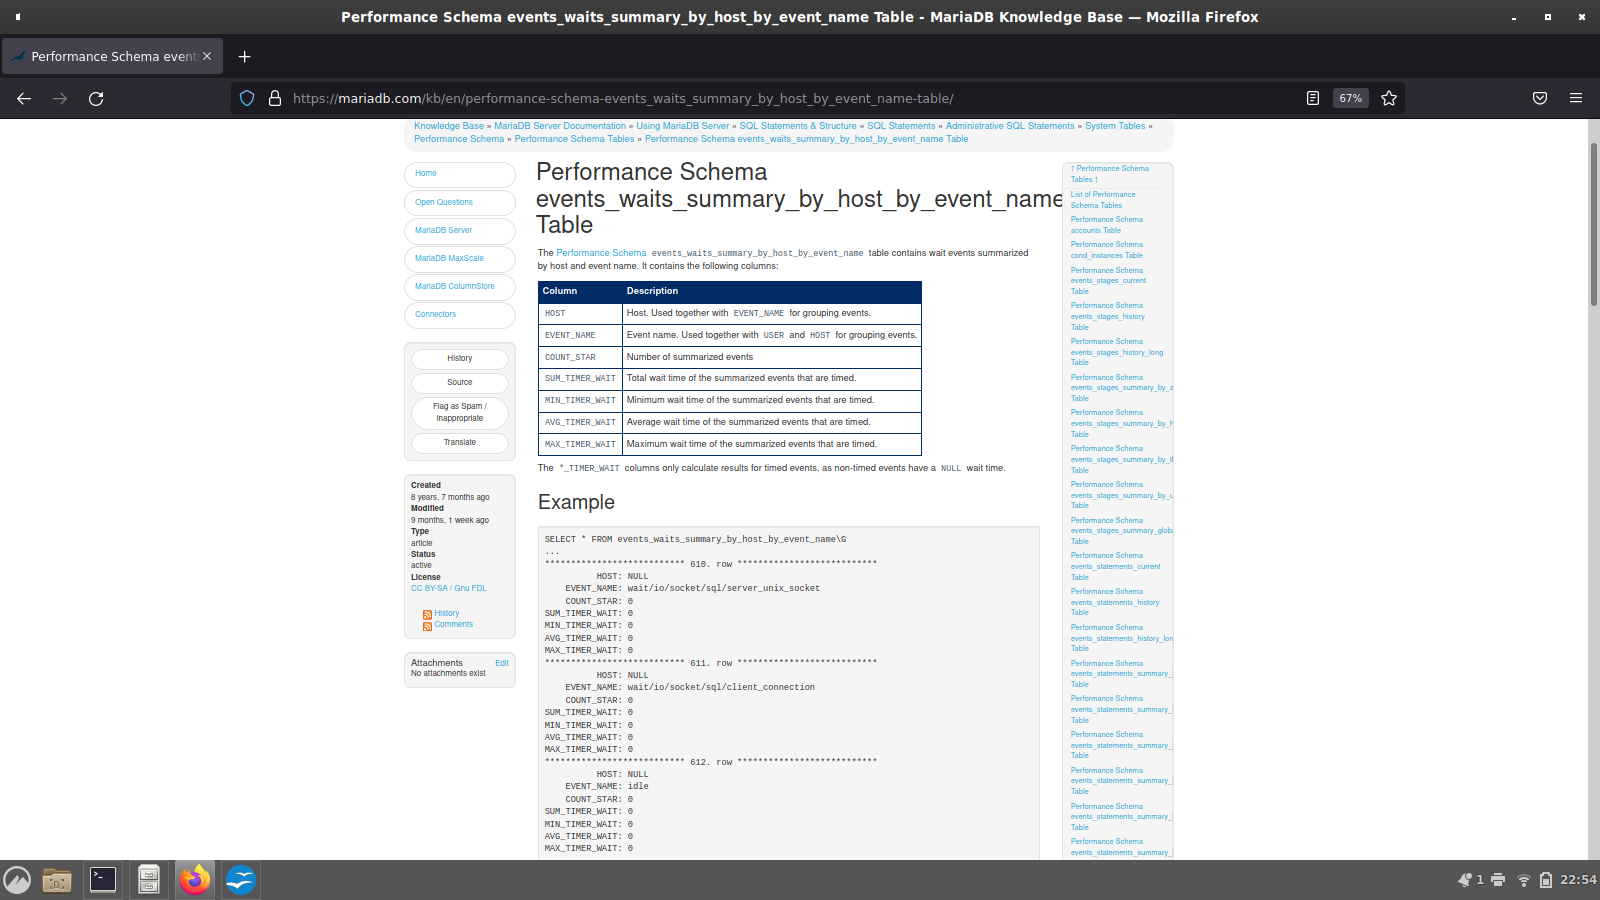 Performance Schema events_waits_summary_by_host_by_event_name Table - MariaDB Knowledge Base — Mozilla Firefox
Performance Schema event
https://mariadb.com/kb/en/performance-schema-events_waits_summary_by_host_by_event_name-table/
67%
Knowledge Base » MariaDB Server Documentation » Using MariaDB Server » SQL Statements & Structure » SQL Statements » Administrative SQL Statements » System Tables »
Performance Schema » Performance Schema Tables » Performance Schema events_waits_summary_by_host_by_event_name Table
Home
Open Questions
MariaDB Server
MariaDB MaxScale
MariaDB ColumnStore
Connectors
History
Source
Flag as Spam /
Inappropriate
Translate
Created
8 years, 7 months ago
Modified
9 months, 1 week ago
Type
article
Status
active
License
CC BY-SA / Gnu FDL
History
Comments
Attachments Edit
No attachments exist
Performance Schema
events_waits_summary_by_host_by_event_name
Table
The Performance Schema events_waits_summary_by_host_by_event_name table contains wait events summarized
by host and event name. It contains the following columns:
Column Description
HOST Host. Used together with EVENT_NAME for grouping events.
EVENT_NAME Event name. Used together with USER and HOST for grouping events.
COUNT_STAR Number of summarized events
SUM_TIMER_WAIT Total wait time of the summarized events that are timed.
MIN_TIMER_WAIT Minimum wait time of the summarized events that are timed.
AVG_TIMER_WAIT Average wait time of the summarized events that are timed.
MAX_TIMER_WAIT Maximum wait time of the summarized events that are timed.
The *_TIMER_WAIT columns only calculate results for timed events, as non-timed events have a NULL wait time.
Example
SELECT * FROM events_waits_summary_by_host_by_event_name\G
...
*************************** 610. row ***************************
HOST: NULL
EVENT_NAME: wait/io/socket/sql/server_unix_socket
COUNT_STAR: 0
SUM_TIMER_WAIT: 0
MIN_TIMER_WAIT: 0
AVG_TIMER_WAIT: 0
MAX_TIMER_WAIT: 0
*************************** 611. row ***************************
HOST: NULL
EVENT_NAME: wait/io/socket/sql/client_connection
COUNT_STAR: 0
SUM_TIMER_WAIT: 0
MIN_TIMER_WAIT: 0
AVG_TIMER_WAIT: 0
MAX_TIMER_WAIT: 0
*************************** 612. row ***************************
HOST: NULL
EVENT_NAME: idle
COUNT_STAR: 0
SUM_TIMER_WAIT: 0
MIN_TIMER_WAIT: 0
AVG_TIMER_WAIT: 0
MAX_TIMER_WAIT: 0
↑ Performance Schema
Tables ↑
List of Performance
Schema Tables
Performance Schema
accounts Table
Performance Schema
cond_instances Table
Performance Schema
events_stages_current
Table
Performance Schema
events_stages_history
Table
Performance Schema
events_stages_history_long
Table
Performance Schema
events_stages_summary_by_a
Table
Performance Schema
events_stages_summary_by_h
Table
Performance Schema
events_stages_summary_by_t
Table
Performance Schema
events_stages_summary_by_u
Table
Performance Schema
events_stages_summary_globa
Table
Performance Schema
events_statements_current
Table
Performance Schema
events_statements_history
Table
Performance Schema
events_statements_history_lon
Table
Performance Schema
events_statements_summary_
Table
Performance Schema
events_statements_summary_
Table
Performance Schema
events_statements_summary_
Table
Performance Schema
events_statements_summary_
Table
Performance Schema
events_statements_summary_
Table
Performance Schema
events_statements_summary_
1
22:54